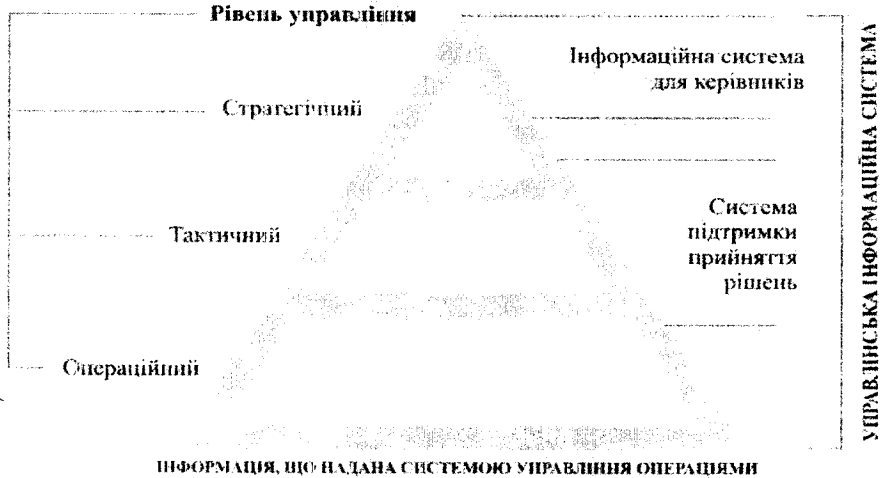 Рівень управління
Інформаційна система
для керівників
Стратегічний
Система
підтримки
прийняття
рішень
Тактичний
Операційний
УПРАВЛІНСЬКА ІНФОРМАЦІЙНА СИСТЕМА
ІНФОРМАЦІЯ, ЩО НАДАНА СИСТЕМОЮ УПРАВЛІННЯ ОПЕРАЦІЯМИ